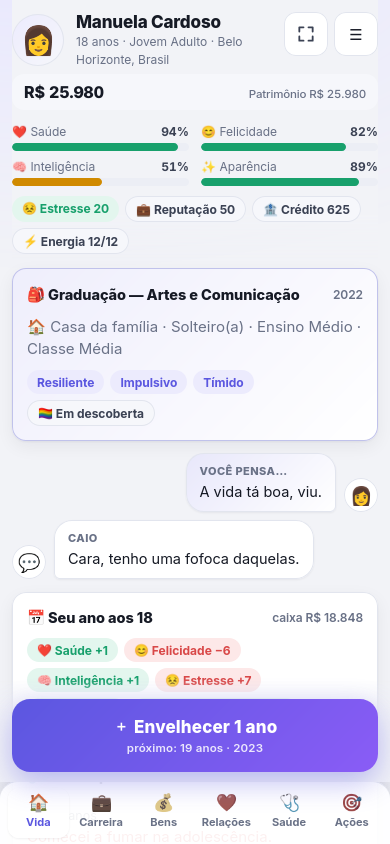 Manuela Cardoso
18 anos · Jovem Adulto · Belo
Horizonte, Brasil
R$ 25.980
Patrimônio R$ 25.980
Saúde 94%
Felicidade 82%
Inteligência 51%
Aparência 89%
Estresse 20
Reputação 50
Crédito 625
Energia 12/12
Graduação — Artes e Comunicação
2022
Casa da família · Solteiro(a) · Ensino Médio ·
Classe Média
Resiliente
Impulsivo
Tímido
Em descoberta
VOCÊ PENSA...
A vida tá boa, viu.
CAIO
Cara, tenho uma fofoca daquelas.
Seu ano aos 18
caixa R$ 18.848
Saúde +1
Felicidade −6
Inteligência +1
Estresse +7
+ Envelhecer 1 ano
próximo: 19 anos · 2023
Vida
Carreira
Bens
Relações
Saúde
Ações
Comecei a fumar na adolescência.